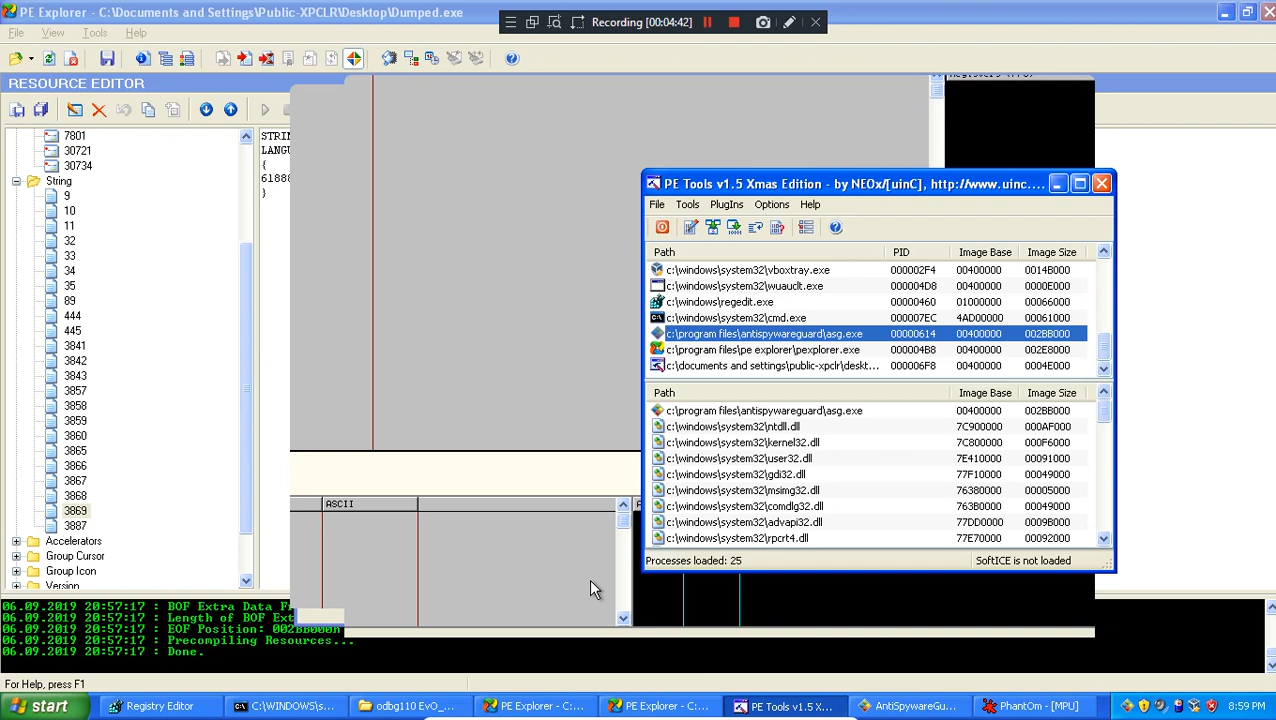 PE Explorer - C:\Documents and Settings\Public-XPCLR\Desktop\Dumped.exe
Recording [00:04:42]
File View Tools Help
RESOURCE EDITOR
7801
30721
30734
String
9
10
11
32
33
34
35
89
444
445
3841
3842
3843
3857
3858
3859
3860
3865
3866
3867
3868
3869
3887
Accelerators
Group Cursor
Group Icon
Version
STRIN
LANGU
{
61888
}
PE Tools v1.5 Xmas Edition - by NEOx/[uinC], http://www.uinc....
File Tools PlugIns Options Help
Path PID Image Base Image Size
c:\windows\system32\vboxtray.exe 000002F4 00400000 0014B000
c:\windows\system32\wuauclt.exe 000004D8 00400000 0000E000
c:\windows\regedit.exe 00000460 01000000 00066000
c:\windows\system32\cmd.exe 000007EC 4AD00000 00061000
c:\program files\antispywareguard\asg.exe 00000614 00400000 002BB000
c:\program files\pe explorer\pexplorer.exe 000004B8 00400000 002E8000
c:\documents and settings\public-xpclr\deskt... 000006F8 00400000 0004E000
Path Image Base Image Size
c:\program files\antispywareguard\asg.exe 00400000 002BB000
c:\windows\system32\ntdll.dll 7C900000 000AF000
c:\windows\system32\kernel32.dll 7C800000 000F6000
c:\windows\system32\user32.dll 7E410000 00091000
c:\windows\system32\gdi32.dll 77F10000 00049000
c:\windows\system32\msimg32.dll 76380000 00005000
c:\windows\system32\comdlg32.dll 763B0000 00049000
c:\windows\system32\advapi32.dll 77DD0000 0009B000
c:\windows\system32\rpcrt4.dll 77E70000 00092000
Processes loaded: 25 SoftICE is not loaded
ASCII
06.09.2019 20:57:17 : BOF Extra Data F
06.09.2019 20:57:17 : Length of BOF Ext
06.09.2019 20:57:17 : EOF Position: 002BB000h
06.09.2019 20:57:17 : Precompiling Resources...
06.09.2019 20:57:17 : Done.
For Help, press F1
start Registry Editor C:\WINDOWS\s... odbg110 EvO_... PE Explorer - C:... PE Explorer - C:... PE Tools v1.5 X... AntiSpywareGu... PhantOm - [MPU] 8:59 PM